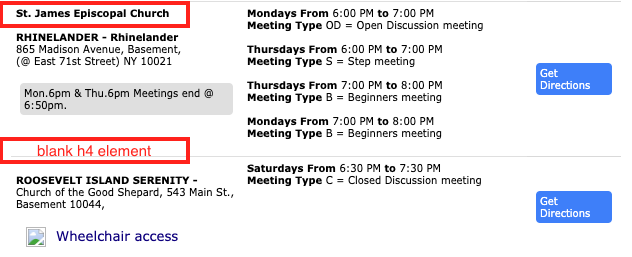 St. James Episcopal Church
RHINELANDER - Rhinelander
865 Madison Avenue, Basement,
(@ East 71st Street) NY 10021
Mon.6pm & Thu.6pm Meetings end @
6:50pm.
Mondays From 6:00 PM to 7:00 PM
Meeting Type OD = Open Discussion meeting
Thursdays From 6:00 PM to 7:00 PM
Meeting Type S = Step meeting
Thursdays From 7:00 PM to 8:00 PM
Meeting Type B = Beginners meeting
Mondays From 7:00 PM to 8:00 PM
Meeting Type B = Beginners meeting
Get
Directions
blank h4 element
ROOSEVELT ISLAND SERENITY -
Church of the Good Shepard, 543 Main St.,
Basement 10044,
Wheelchair access
Saturdays From 6:30 PM to 7:30 PM
Meeting Type C = Closed Discussion meeting
Get
Directions